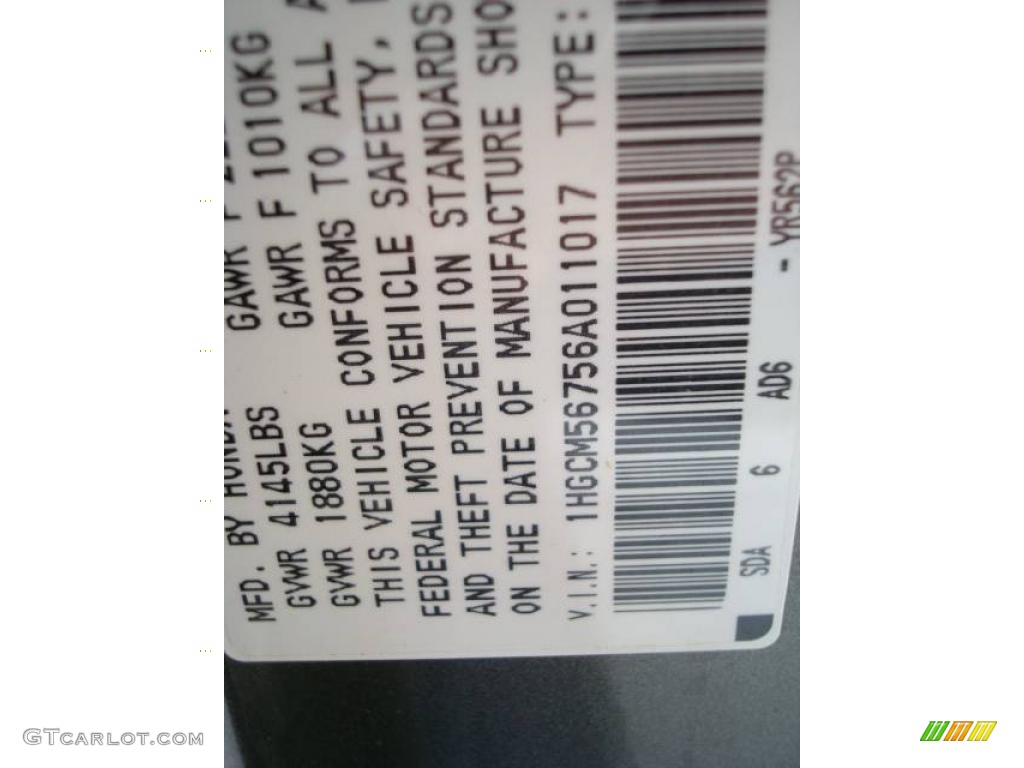 MFD. BY HONDA
GVWR 4145LBS GAWR F
GVWR 1880KG GAWR F 1010KG
THIS VEHICLE CONFORMS TO ALL A
FEDERAL MOTOR VEHICLE SAFETY,
AND THEFT PREVENTION STANDARDS
ON THE DATE OF MANUFACTURE SHO
V.I.N.: 1HGCM56756A011017 TYPE:
SDA 6 AD6 - YR562P
GTCARLOT.COM